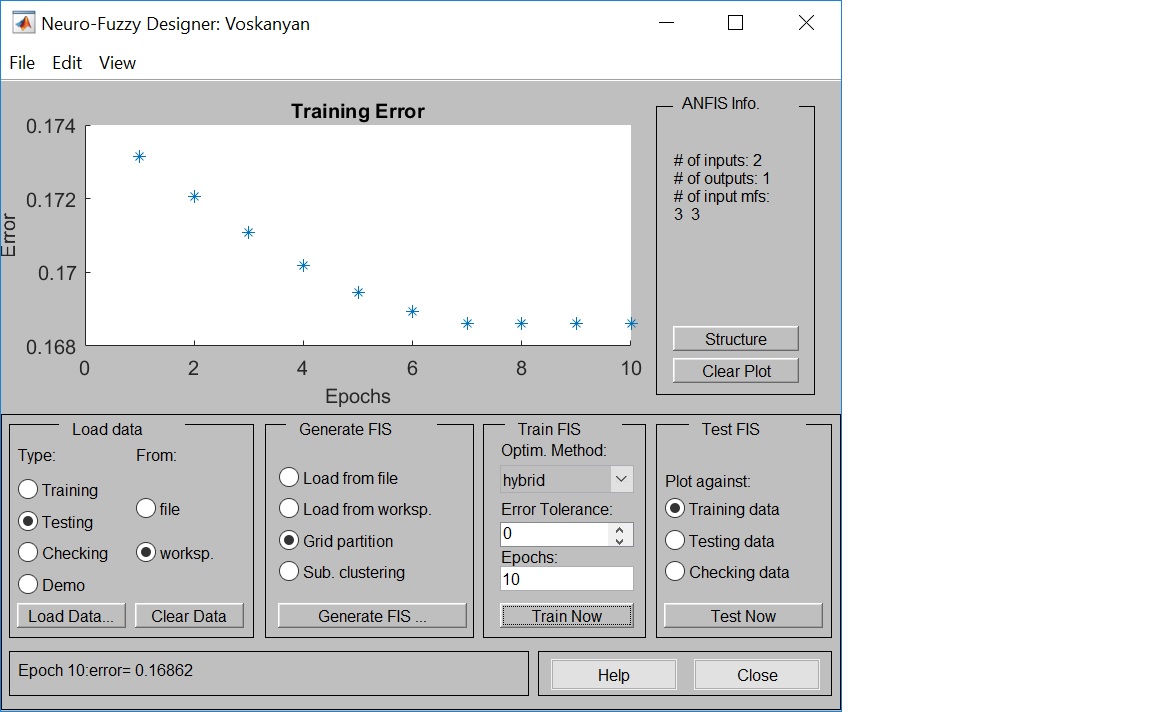 Neuro-Fuzzy Designer: Voskanyan
File Edit View
Training Error
0.174
0.172
0.17
0.168
Error
0 2 4 6 8 10
Epochs
ANFIS Info.
# of inputs: 2
# of outputs: 1
# of input mfs:
3 3
Structure
Clear Plot
Load data
Type: From:
Training
file
Testing
Checking
worksp.
Demo
Load Data... Clear Data
Generate FIS
Load from file
Load from worksp.
Grid partition
Sub. clustering
Generate FIS ...
Train FIS
Optim. Method:
hybrid
Error Tolerance:
0
Epochs:
10
Train Now
Test FIS
Plot against:
Training data
Testing data
Checking data
Test Now
Epoch 10:error= 0.16862
Help Close